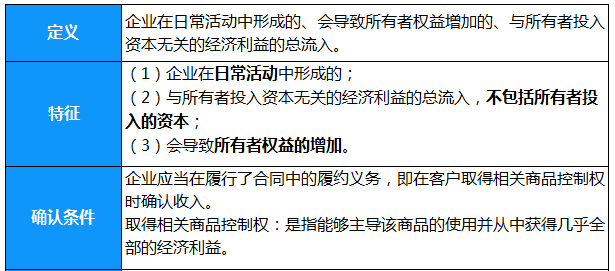 定义
企业在日常活动中形成的、会导致所有者权益增加的、与所有者投入
资本无关的经济利益的总流入。
特征
（1）企业在日常活动中形成的；
（2）与所有者投入资本无关的经济利益的总流入，不包括所有者投
入的资本；
（3）会导致所有者权益的增加。
确认条件
企业应当在履行了合同中的履约义务，即在客户取得相关商品控制权
时确认收入。
取得相关商品控制权：是指能够主导该商品的使用并从中获得几乎全
部的经济利益。